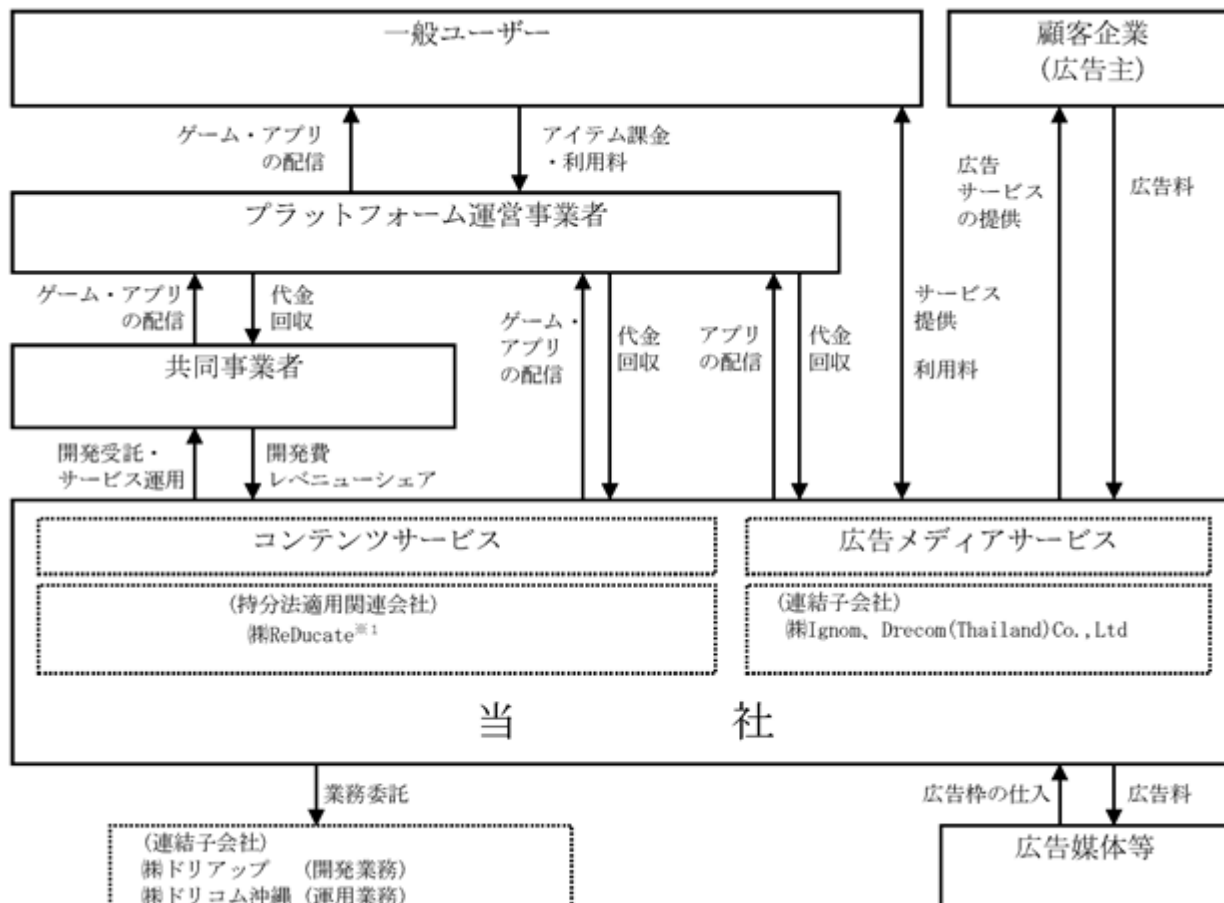 一般ユーザー
顧客企業
(広告主)
ゲーム・アプリ
の配信
アイテム課金
・利用料
広告
サービス
の提供
広告料
プラットフォーム運営事業者
ゲーム・アプリ
の配信
代金
回収
ゲーム・
アプリ
の配信
代金
回収
アプリ
の配信
代金
回収
サービス
提供
利用料
共同事業者
開発受託・
サービス運用
開発費
レベニューシェア
コンテンツサービス
広告メディアサービス
(持分法適用関連会社)
㈱ReDucate※1
(連結子会社)
㈱Ignom、Drecom(Thailand)Co.,Ltd
当社
業務委託
広告枠の仕入
広告料
(連結子会社)
㈱ドリアップ (開発業務)
㈱ドリコム沖縄 (運用業務)
広告媒体等